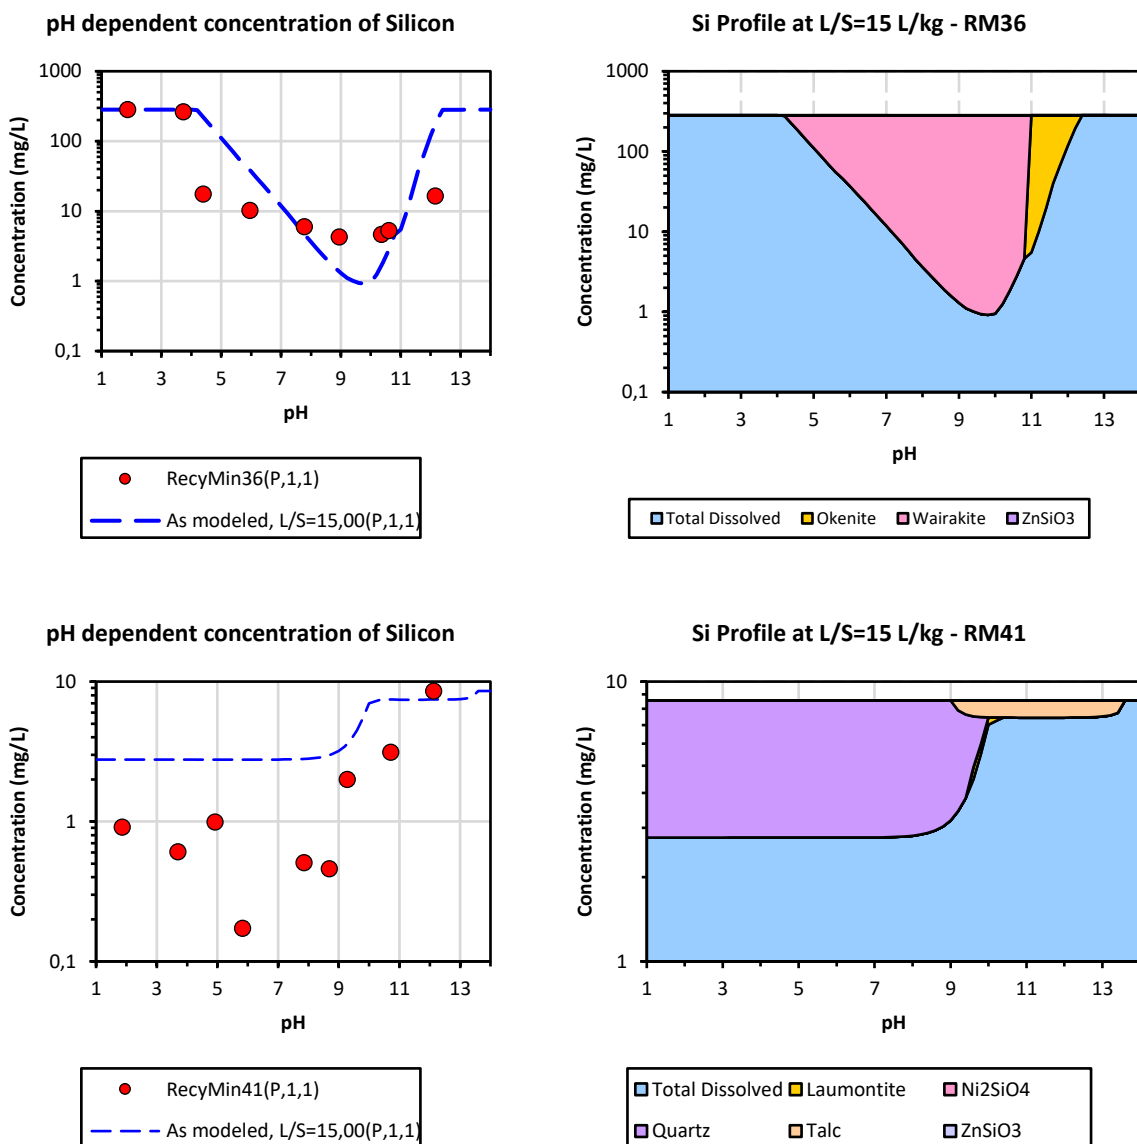 pH dependent concentration of Silicon
Concentration (mg/L)
1000
100
10
1
0,1
1 3 5 7 9 11 13
pH
RecyMin36(P,1,1)
As modeled, L/S=15,00(P,1,1)
Si Profile at L/S=15 L/kg - RM36
Concentration (mg/L)
1000
100
10
1
0,1
1 3 5 7 9 11 13
pH
Total Dissolved Okenite Wairakite ZnSiO3
pH dependent concentration of Silicon
Concentration (mg/L)
10
1
0,1
1 3 5 7 9 11 13
pH
RecyMin41(P,1,1)
As modeled, L/S=15,00(P,1,1)
Si Profile at L/S=15 L/kg - RM41
Concentration (mg/L)
10
1
1 3 5 7 9 11 13
pH
Total Dissolved Laumontite Ni2SiO4
Quartz Talc ZnSiO3